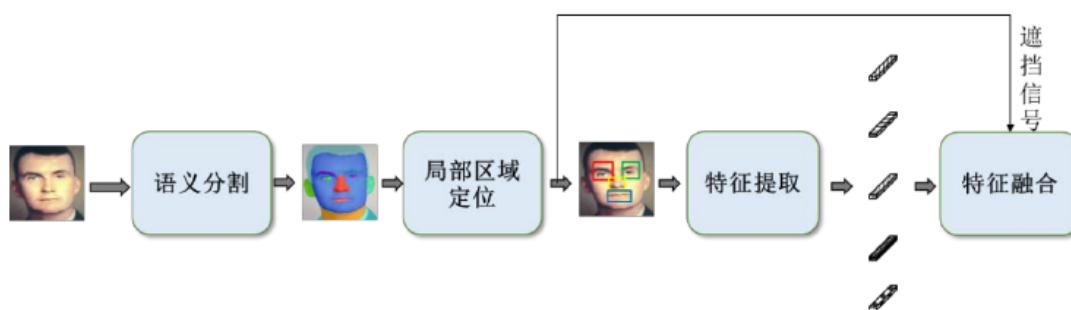 遮挡信号
语义分割
局部区域
定位
特征提取
特征融合